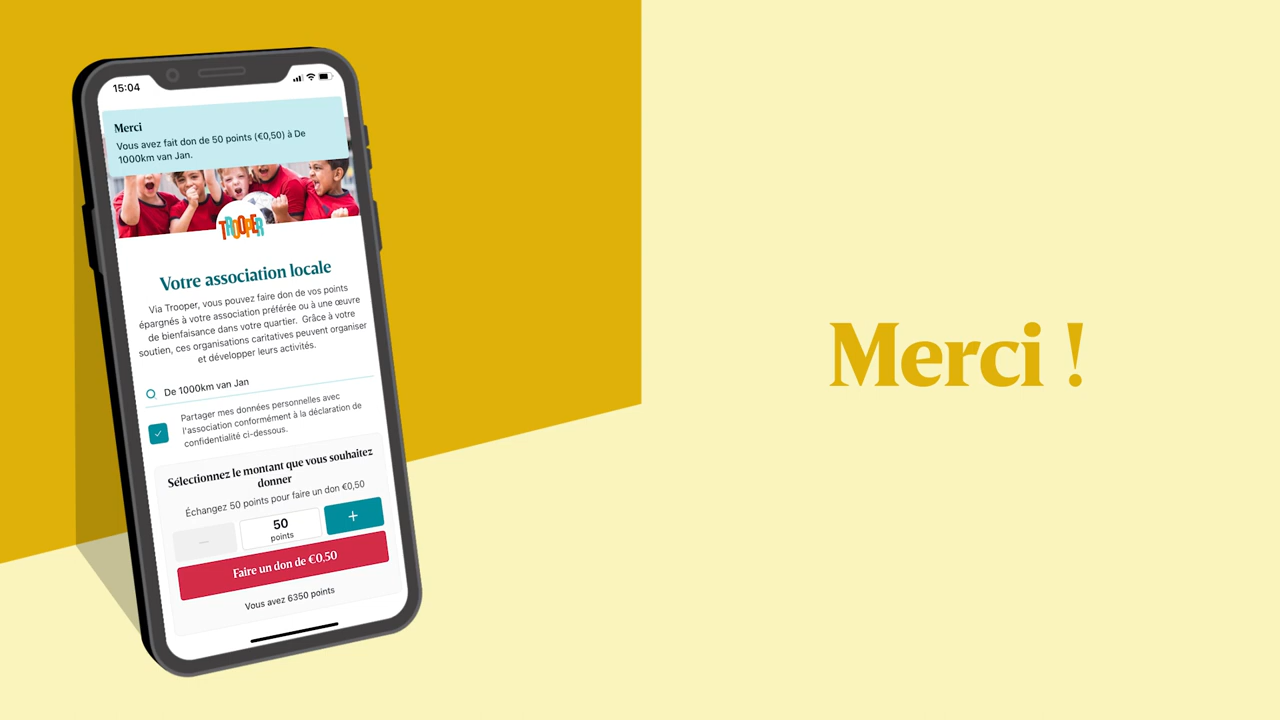 15:04
Merci
Vous avez fait don de 50 points (€0,50) à De
1000km van Jan.
TROOPER
Votre association locale
Via Trooper, vous pouvez faire don de vos points
épargnés à votre association préférée ou à une œuvre
de bienfaisance dans votre quartier. Grâce à votre
soutien, ces organisations caritatives peuvent organiser
et développer leurs activités.
De 1000km van Jan
Partager mes données personnelles avec
l'association conformément à la déclaration de
confidentialité ci-dessous.
Sélectionnez le montant que vous souhaitez
donner
Échangez 50 points pour faire un don €0,50
50
points
Faire un don de €0,50
Vous avez 6350 points
Merci !